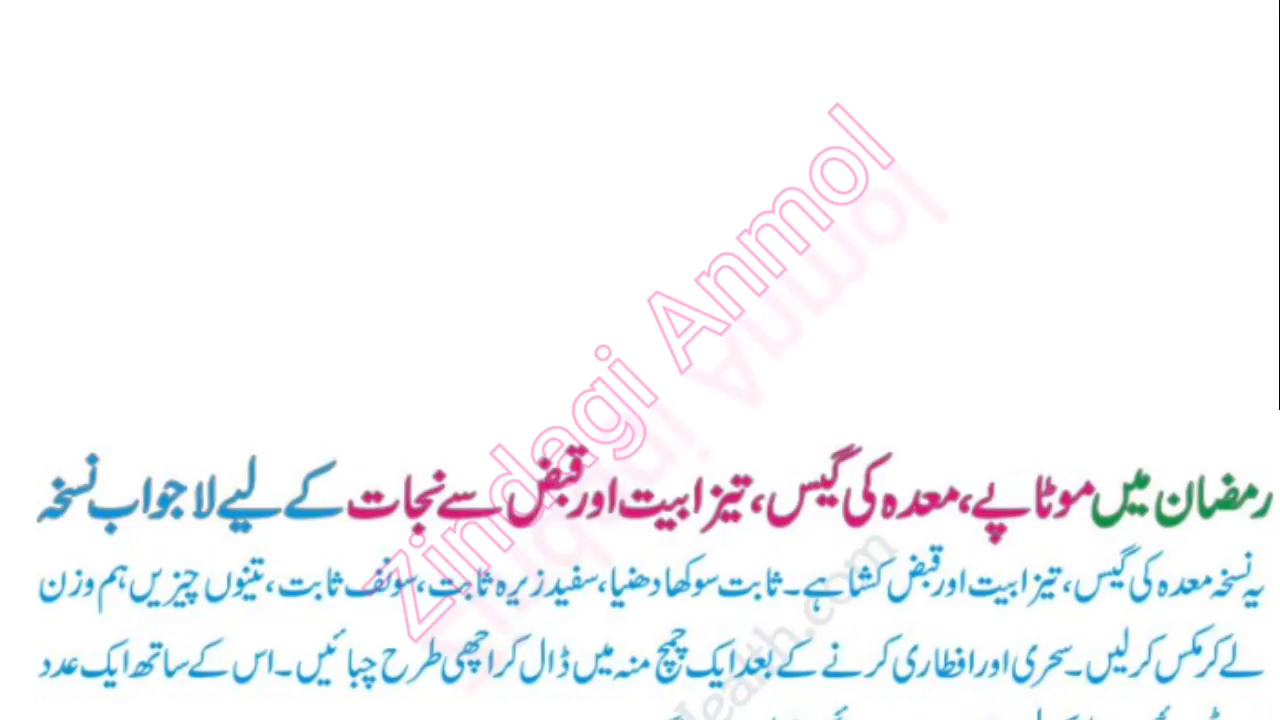 Zindagi Anmol
رمضان میں موٹاپے، معدہ کی گیس، تیزابیت اور قبض سے نجات کے لیے لاجواب نسخہ
یہ نسخہ معدہ کی گیس، تیزابیت اور قبض کشا ہے۔ ثابت سوکھا دھنیا، سفید زیرہ ثابت، سونف ثابت، تینوں چیزیں ہم وزن
لے کر مکس کرلیں۔ سحری اور افطاری کرنے کے بعد ایک چمچ منہ میں ڈال کر اچھی طرح چبائیں۔ اس کے ساتھ ایک عدد